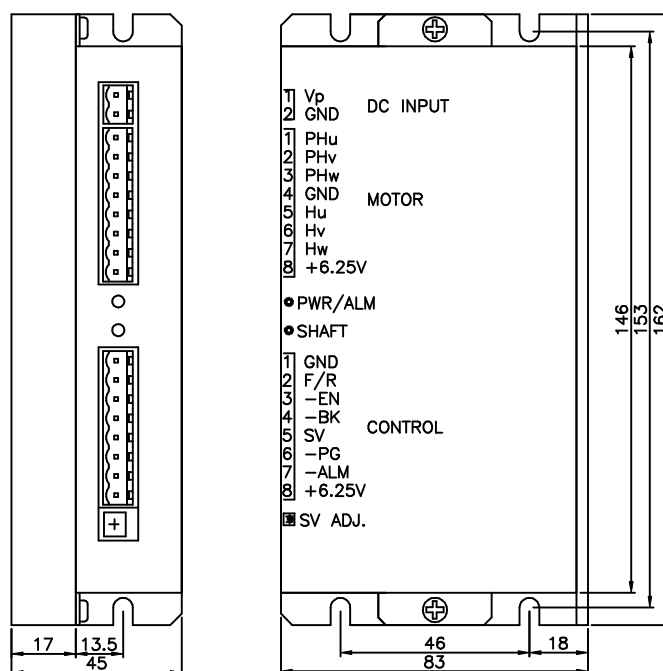 1 Vp
2 GND
DC INPUT
1 PHu
2 PHv
3 PHw
4 GND
5 Hu
6 Hv
7 Hw
8 +6.25V
MOTOR
PWR/ALM
SHAFT
1 GND
2 F/R
3 -EN
4 -BK
5 SV
6 -PG
7 -ALM
8 +6.25V
CONTROL
SV ADJ.
146
153
162
17
13.5
45
46
18
83